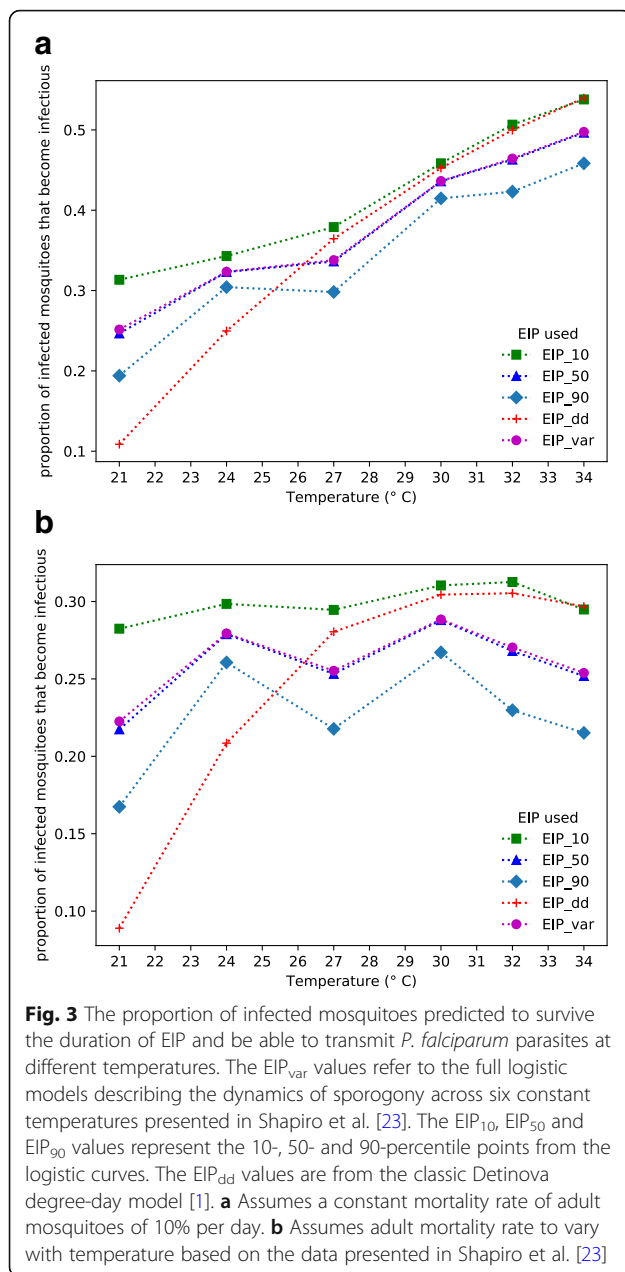 a
proportion of infected mosquitoes that become infectious
0.5
0.4
0.3
0.2
0.1
EIP used
EIP_10
EIP_50
EIP_90
EIP_dd
EIP_var
21 22 23 24 25 26 27 28 29 30 31 32 33 34
Temperature (° C)
b
proportion of infected mosquitoes that become infectious
0.30
0.25
0.20
0.15
0.10
EIP used
EIP_10
EIP_50
EIP_90
EIP_dd
EIP_var
21 22 23 24 25 26 27 28 29 30 31 32 33 34
Temperature (° C)
Fig. 3 The proportion of infected mosquitoes predicted to survive
the duration of EIP and be able to transmit P. falciparum parasites at
different temperatures. The EIPvar values refer to the full logistic
models describing the dynamics of sporogony across six constant
temperatures presented in Shapiro et al. [23]. The EIP10, EIP50 and
EIP90 values represent the 10-, 50- and 90-percentile points from the
logistic curves. The EIPdd values are from the classic Detinova
degree-day model [1]. a Assumes a constant mortality rate of adult
mosquitoes of 10% per day. b Assumes adult mortality rate to vary
with temperature based on the data presented in Shapiro et al. [23]